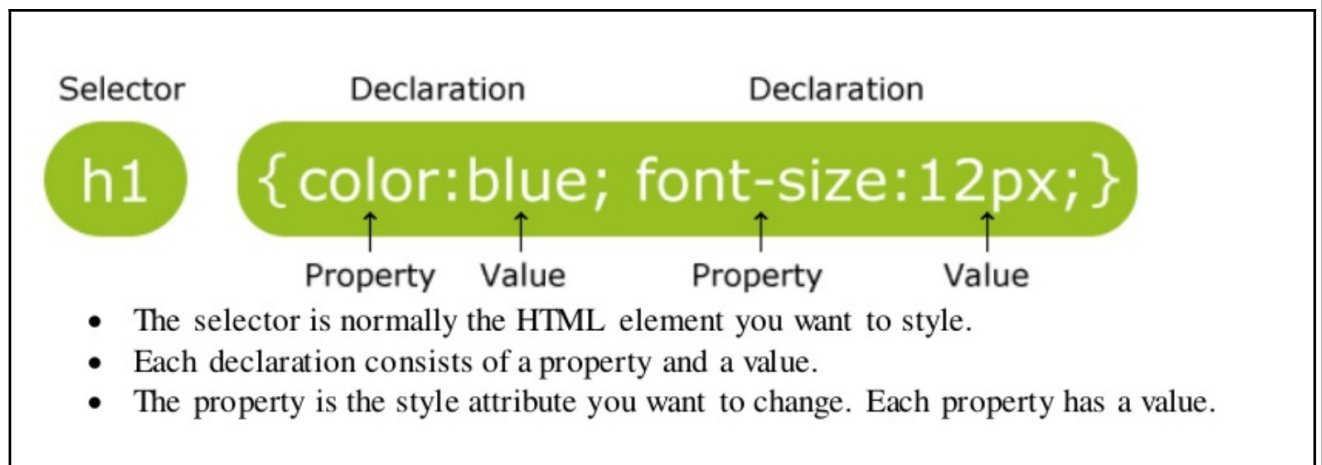 Selector Declaration Declaration
h1 {color:blue; font-size:12px;}
Property Value Property Value
• The selector is normally the HTML element you want to style.
• Each declaration consists of a property and a value.
• The property is the style attribute you want to change. Each property has a value.